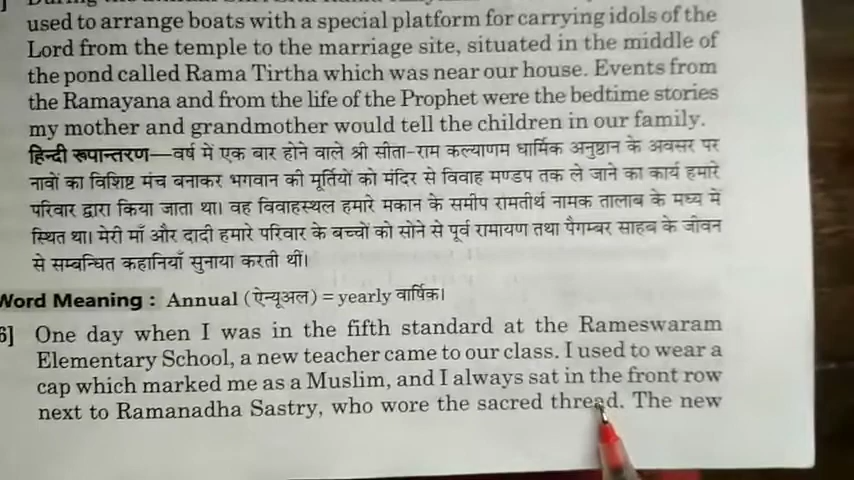 used to arrange boats with a special platform for carrying idols of the
Lord from the temple to the marriage site, situated in the middle of
the pond called Rama Tirtha which was near our house. Events from
the Ramayana and from the life of the Prophet were the bedtime stories
my mother and grandmother would tell the children in our family.
हिन्दी रूपान्तरण—वर्ष में एक बार होने वाले श्री सीता-राम कल्याणम धार्मिक अनुष्ठान के अवसर पर
नावों का विशिष्ट मंच बनाकर भगवान की मूर्तियों को मंदिर से विवाह मण्डप तक ले जाने का कार्य हमारे
परिवार द्वारा किया जाता था। वह विवाहस्थल हमारे मकान के समीप रामतीर्थ नामक तालाब के मध्य में
स्थित था। मेरी माँ और दादी हमारे परिवार के बच्चों को सोने से पूर्व रामायण तथा पैगम्बर साहब के जीवन
से सम्बन्धित कहानियाँ सुनाया करती थीं।
Word Meaning : Annual (ऐन्यूअल) = yearly वार्षिक।
6] One day when I was in the fifth standard at the Rameswaram
Elementary School, a new teacher came to our class. I used to wear a
cap which marked me as a Muslim, and I always sat in the front row
next to Ramanadha Sastry, who wore the sacred thread. The new